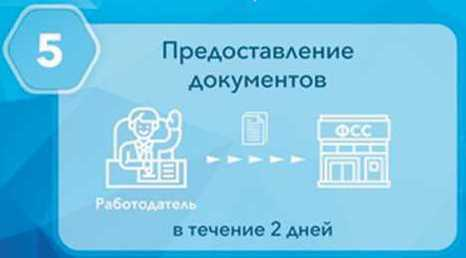 5
Предоставление
документов
ФСС
Работодатель
в течение 2 дней